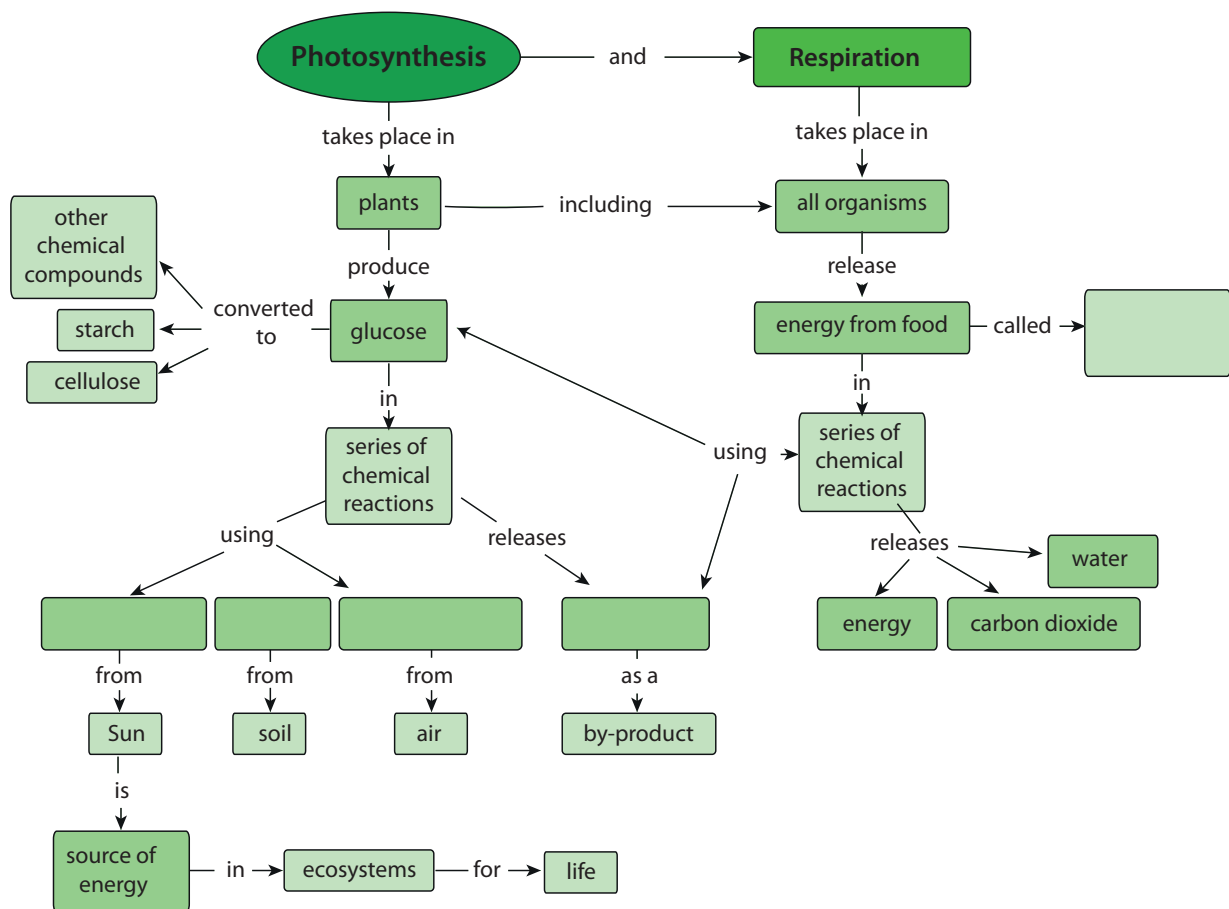 Photosynthesis
and
Respiration
takes place in
takes place in
plants
including
all organisms
other
chemical
compounds
produce
release
converted
to
starch
glucose
energy from food
called
cellulose
in
in
series of
chemical
reactions
using
series of
chemical
reactions
using
releases
releases
water
energy
carbon dioxide
from
from
from
as a
Sun
soil
air
by-product
is
source of
energy
in
ecosystems
for
life